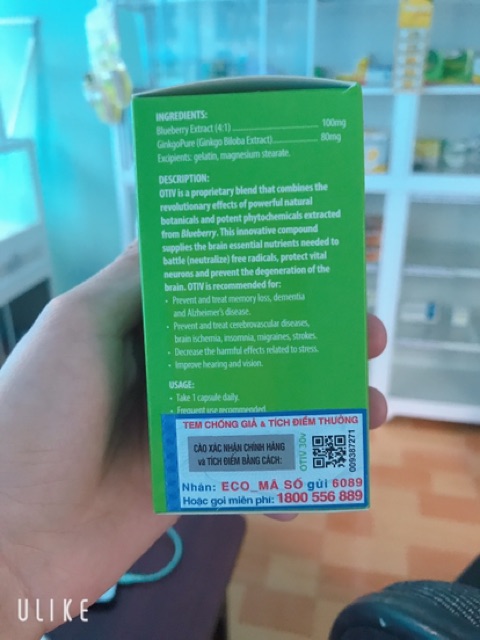 INGREDIENTS:
Blueberry Extract (4:1) 100mg
GinkgoPure (Ginkgo Biloba Extract) 80mg
Excipients: gelatin, magnesium stearate.
DESCRIPTION:
OTIV is a proprietary blend that combines the
revolutionary effects of powerful natural
botanicals and potent phytochemicals extracted
from Blueberry. This innovative compound
supplies the brain essential nutrients needed to
battle (neutralize) free radicals, protect vital
neurons and prevent the degeneration of the
brain. OTIV is recommended for:
• Prevent and treat memory loss, dementia
and Alzheimer's disease.
• Prevent and treat cerebrovascular diseases,
brain ischemia, insomnia, migraines, strokes.
• Decrease the harmful effects related to stress.
• Improve hearing and vision.
USAGE:
• Take 1 capsule daily.
• Frequent use recommended.
TEM CHỐNG GIẢ & TÍCH ĐIỂM THƯỞNG
CÀO XÁC NHẬN CHÍNH HÃNG
và TÍCH ĐIỂM BẰNG CÁCH:
OTIV 30v
009387271
Nhắn: ECO_MÃ SỐ gửi 6089
Hoặc gọi miễn phí: 1800 556 889
ULIKE